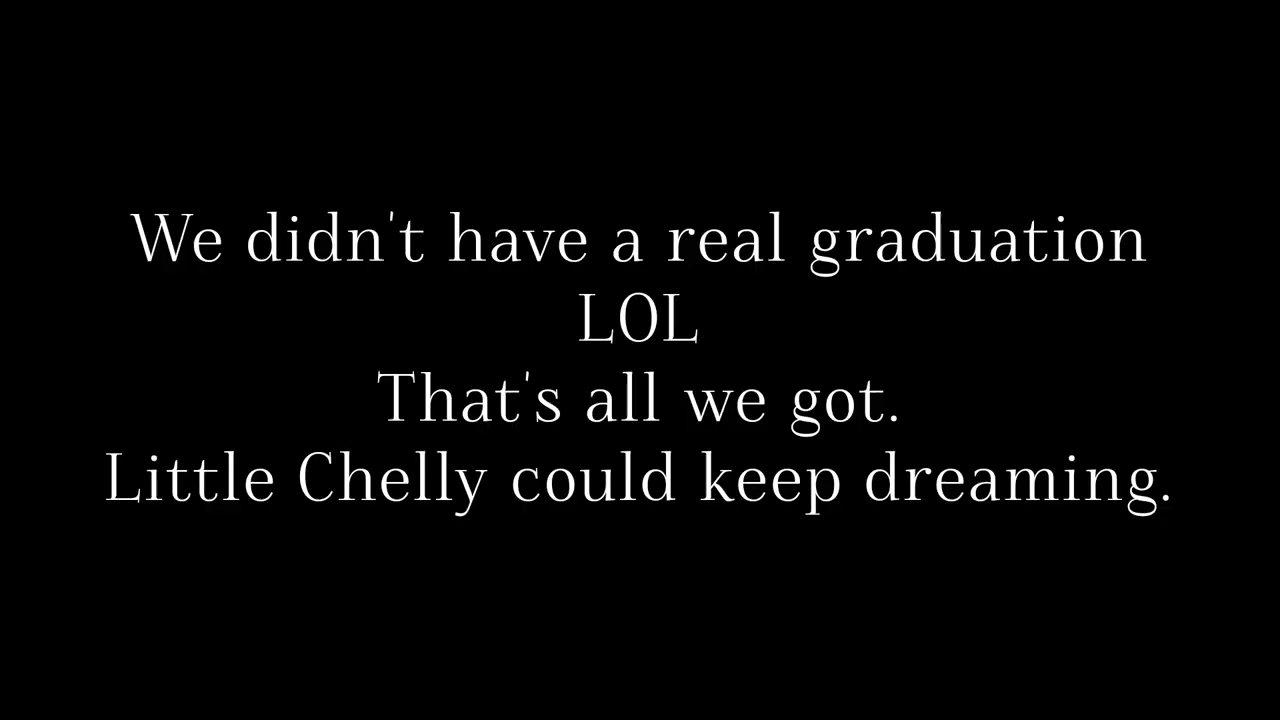 We didn't have a real graduation
LOL
That's all we got.
Little Chelly could keep dreaming.